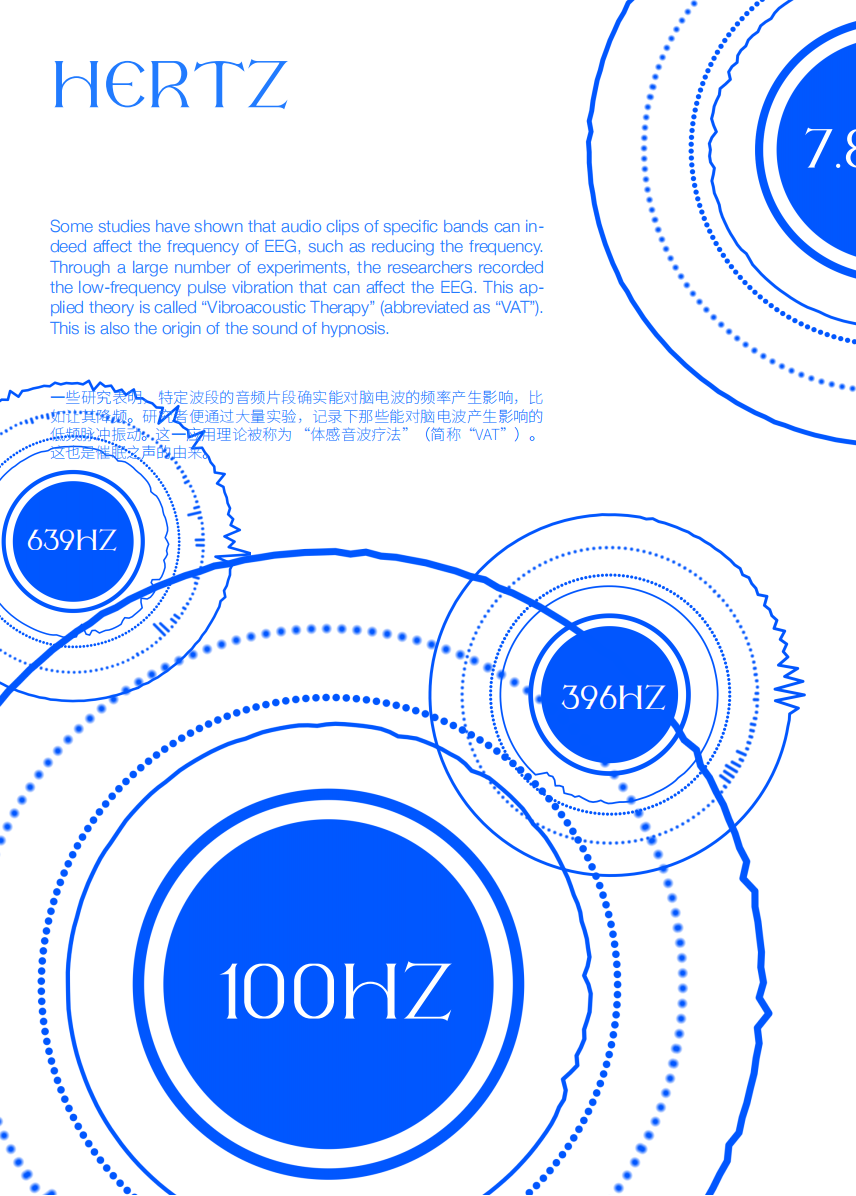 HERTZ
7.8
Some studies have shown that audio clips of specific bands can in-
deed affect the frequency of EEG, such as reducing the frequency.
Through a large number of experiments, the researchers recorded
the low-frequency pulse vibration that can affect the EEG. This ap-
plied theory is called “Vibroacoustic Therapy” (abbreviated as “VAT”).
This is also the origin of the sound of hypnosis.
一些研究表明，特定波段的音频片段确实能对脑电波的频率产生影响，比
如让其降频。研究者便通过大量实验，记录下那些能对脑电波产生影响的
低频脉冲振动。这一应用理论被称为 “体感音波疗法” （简称“VAT”）。
这也是催眠之声的由来。
639HZ
396HZ
100HZ